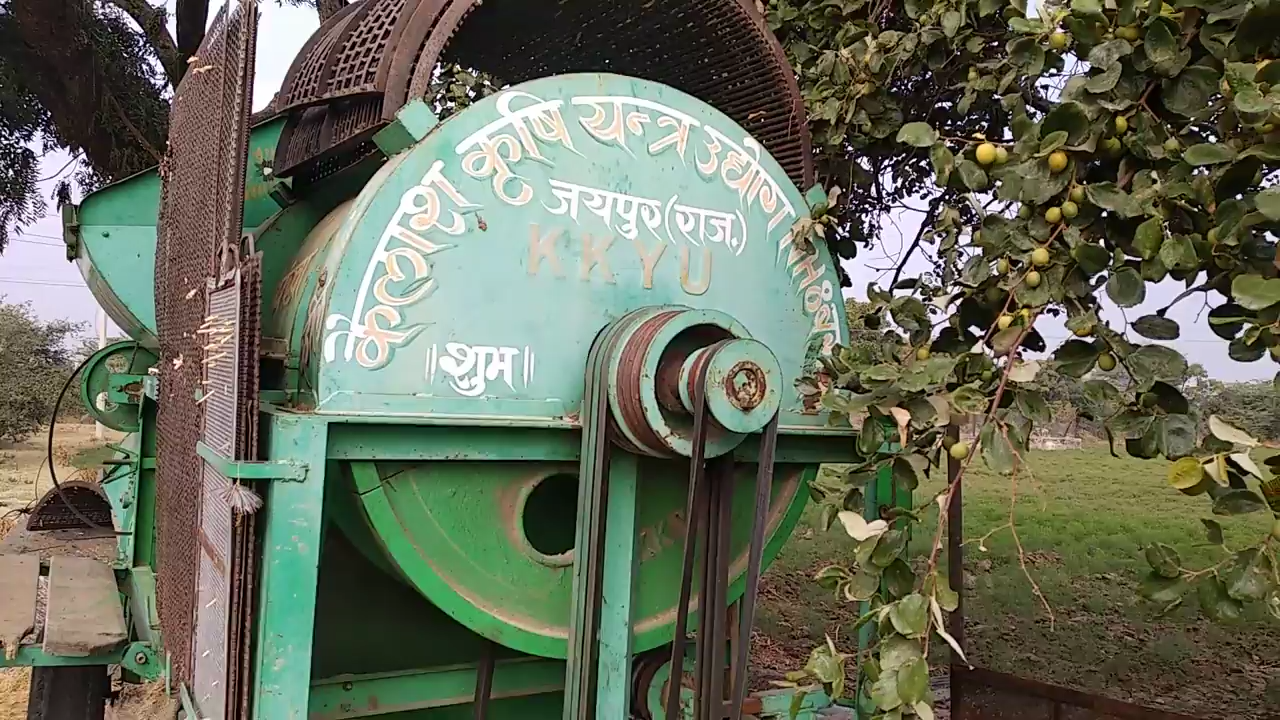 कैलाश कृषि यन्त्र उद्योग
जयपुर (राज.)
KKYU
॥शुभ॥